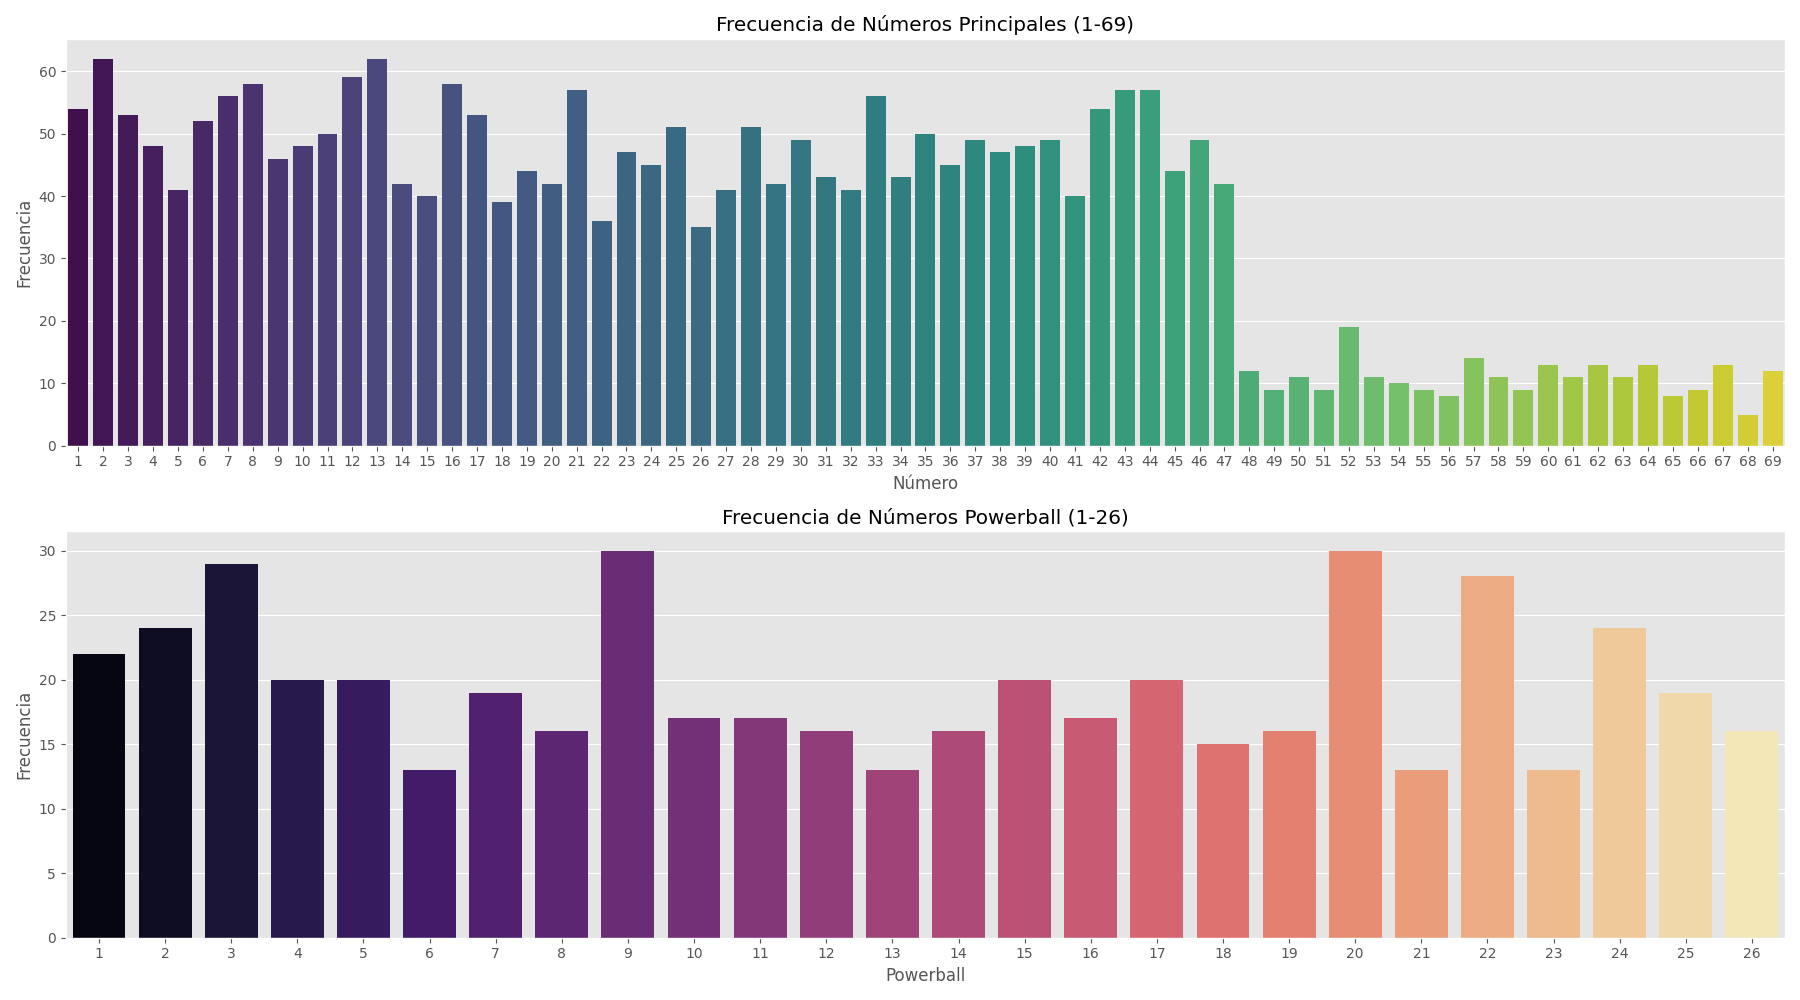 Frecuencia de Números Principales (1-69)
Frecuencia
60
50
40
30
20
10
0
1 2 3 4 5 6 7 8 9 10 11 12 13 14 15 16 17 18 19 20 21 22 23 24 25 26 27 28 29 30 31 32 33 34 35 36 37 38 39 40 41 42 43 44 45 46 47 48 49 50 51 52 53 54 55 56 57 58 59 60 61 62 63 64 65 66 67 68 69
Número
Frecuencia de Números Powerball (1-26)
Frecuencia
30
25
20
15
10
5
0
1 2 3 4 5 6 7 8 9 10 11 12 13 14 15 16 17 18 19 20 21 22 23 24 25 26
Powerball